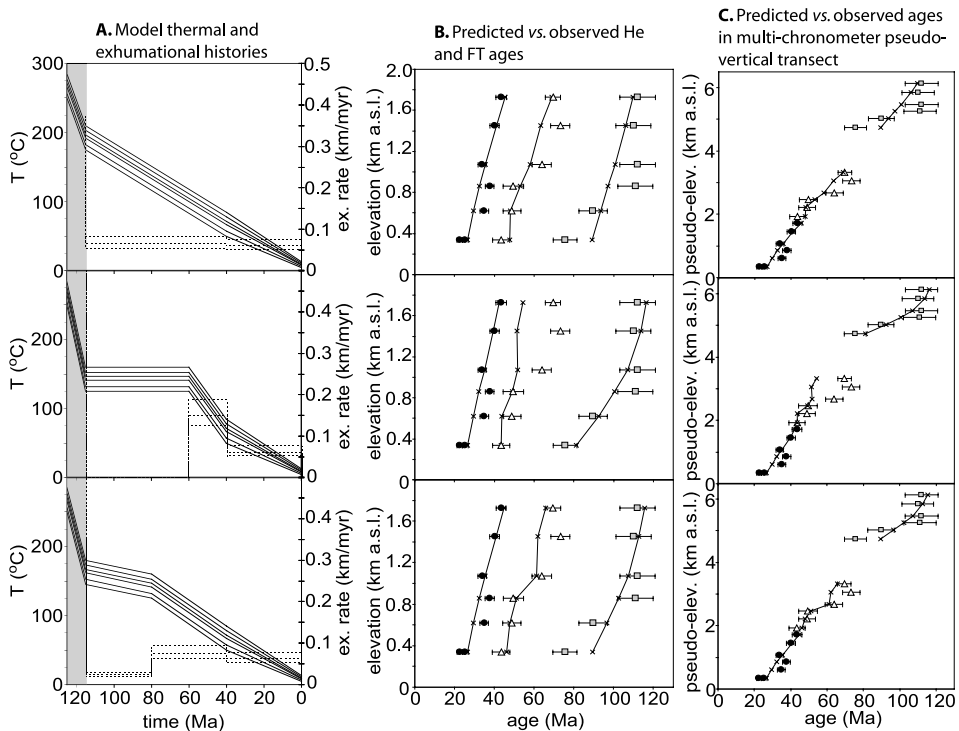 A. Model thermal and
exhumational histories
B. Predicted vs. observed He
and FT ages
C. Predicted vs. observed ages
in multi-chronometer pseudo-
vertical transect
300
200
100
0
T (°C)
0.5
0.4
0.3
0.2
0.1
0
ex. rate (km/myr)
200
100
0
T (°C)
0.4
0.3
0.2
0.1
0
ex. rate (km/myr)
200
100
0
T (°C)
0.4
0.3
0.2
0.1
0
ex. rate (km/myr)
120 100 80 60 40 20 0
time (Ma)
2.0
1.6
1.2
0.8
0.4
0
elevation (km a.s.l.)
1.6
1.2
0.8
0.4
0
elevation (km a.s.l.)
1.6
1.2
0.8
0.4
0
elevation (km a.s.l.)
0 20 40 60 80 100 120
age (Ma)
6
4
2
0
pseudo-elev. (km a.s.l.)
6
4
2
0
pseudo-elev. (km a.s.l.)
6
4
2
0
pseudo-elev. (km a.s.l.)
0 20 40 60 80 100 120
age (Ma)